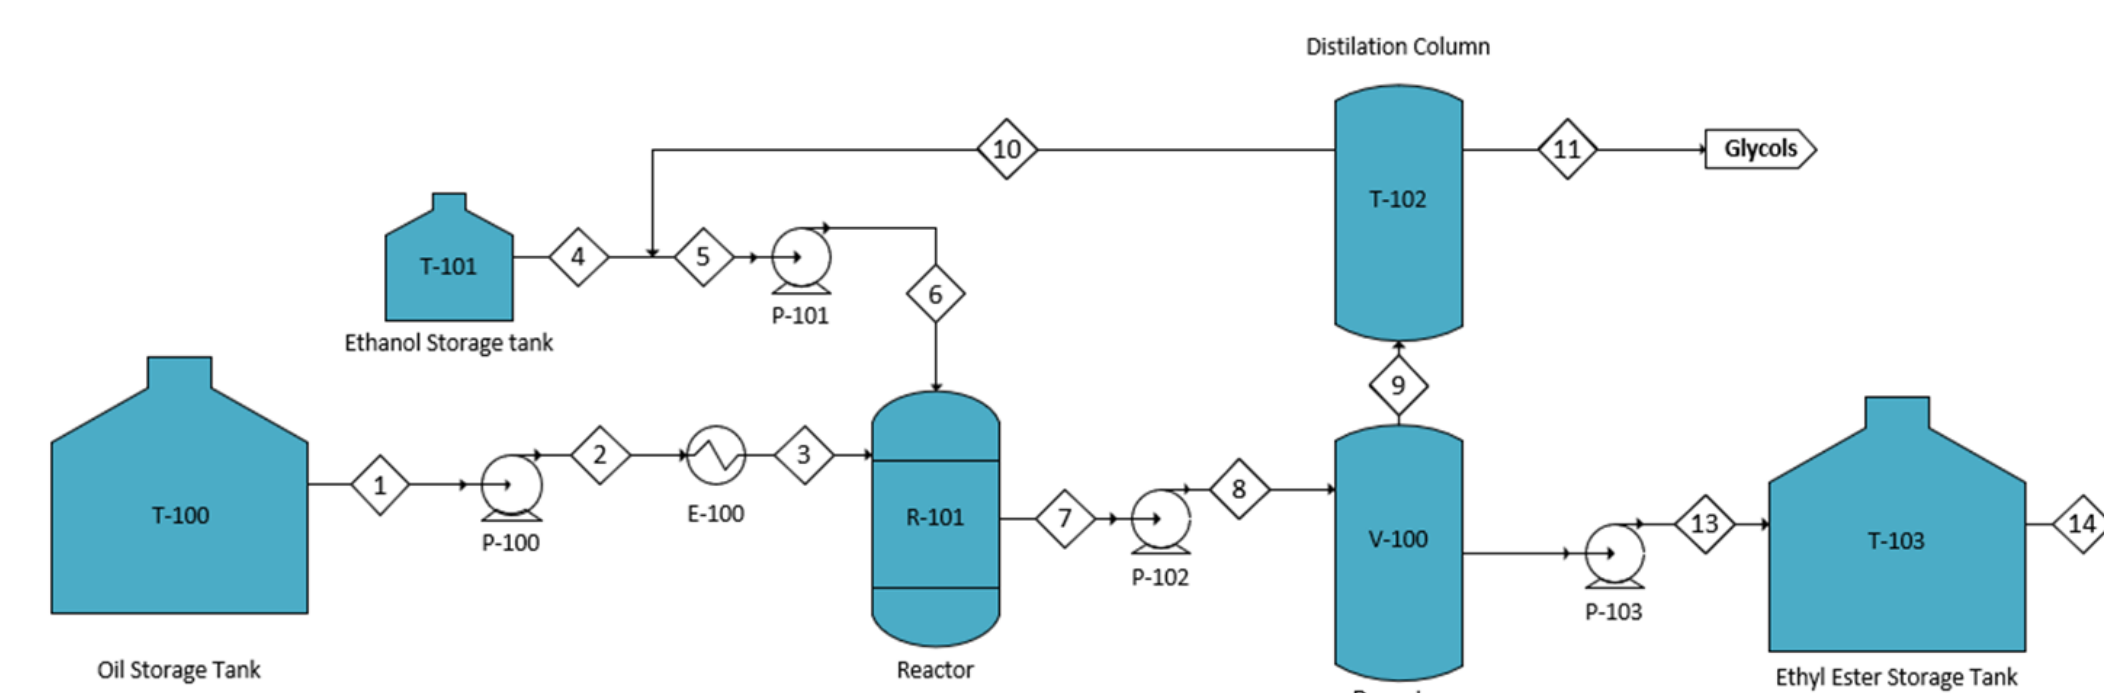 Distilation Column
10
11
Glycols
T-102
T-101
4
5
6
P-101
Ethanol Storage tank
9
T-100
1
2
3
P-100
E-100
R-101
7
8
P-102
V-100
P-103
13
T-103
14
Oil Storage Tank
Reactor
Ethyl Ester Storage Tank